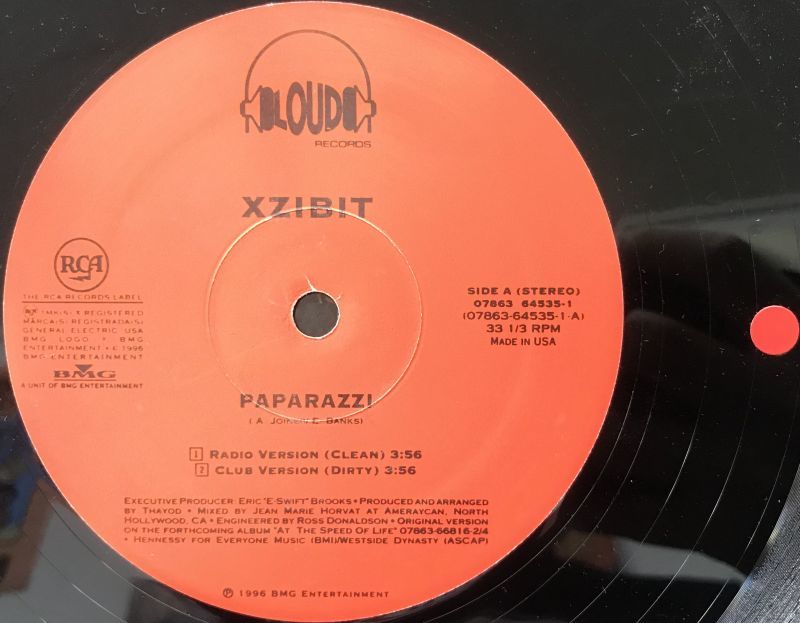 LOUD
RECORDS
XZIBIT
RCA
THE RCA RECORDS LABEL
TMK(S) ® REGISTERED
MARCA(S) REGISTRADA(S)
GENERAL ELECTRIC, USA
BMG LOGO ® BMG
ENTERTAINMENT • © 1996
BMG ENTERTAINMENT
BMG
A UNIT OF BMG ENTERTAINMENT
SIDE A (STEREO)
07863 64535-1
(07863-64535-1-A)
33 1/3 RPM
MADE IN USA
PAPARAZZI
(A. JOINER/E. BANKS)
1 RADIO VERSION (CLEAN) 3:56
2 CLUB VERSION (DIRTY) 3:56
EXECUTIVE PRODUCER: ERIC "E-SWIFT" BROOKS • PRODUCED AND ARRANGED
BY THAYOD • MIXED BY JEAN MARIE HORVAT AT AMERAYCAN, NORTH
HOLLYWOOD, CA • ENGINEERED BY ROSS DONALDSON • ORIGINAL VERSION
ON THE FORTHCOMING ALBUM "AT THE SPEED OF LIFE" 07863-66816-2/4
• HENNESSY FOR EVERYONE MUSIC (BMI)/WESTSIDE DYNASTY (ASCAP)
℗ 1996 BMG ENTERTAINMENT